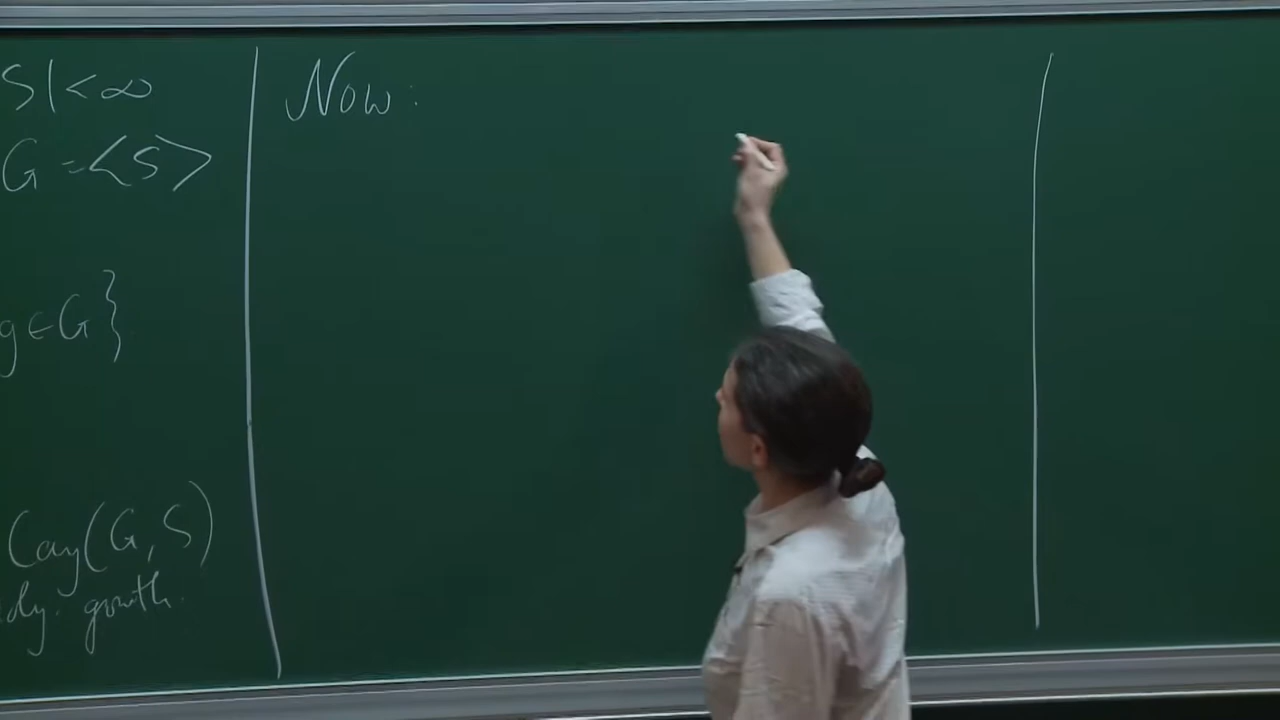 S|<∞
G=<S>
g∈G}
Cay(G,S)
growth.
Now: